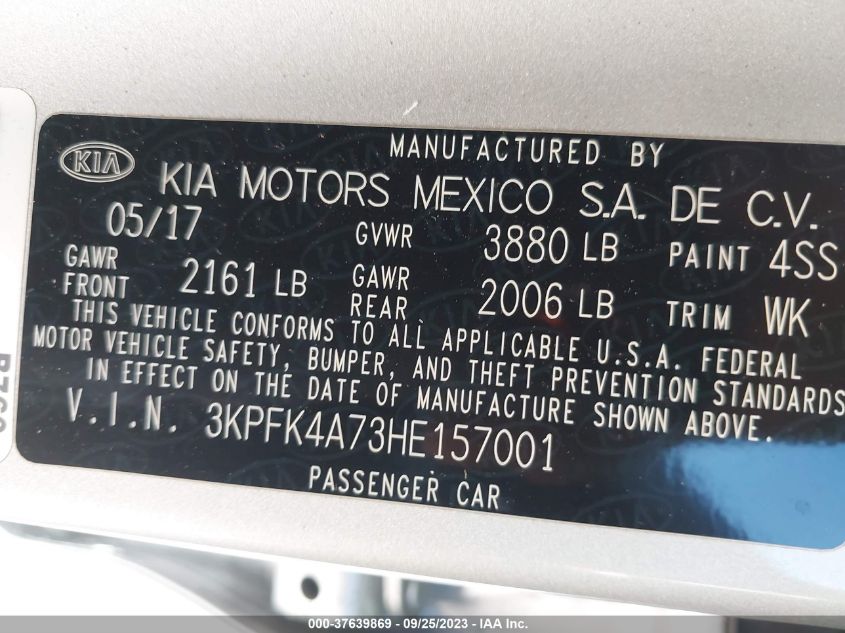 MANUFACTURED BY
KIA
KIA MOTORS MEXICO S.A. DE C.V.
05/17 GVWR 3880 LB PAINT 4SS
GAWR FRONT 2161 LB GAWR REAR 2006 LB TRIM WK
THIS VEHICLE CONFORMS TO ALL APPLICABLE U.S.A. FEDERAL
MOTOR VEHICLE SAFETY, BUMPER, AND THEFT PREVENTION STANDARDS
IN EFFECT ON THE DATE OF MANUFACTURE SHOWN ABOVE.
V.I.N. 3KPFK4A73HE157001
PASSENGER CAR
© - 37639869 - 09/25/2023 - IAA Inc.